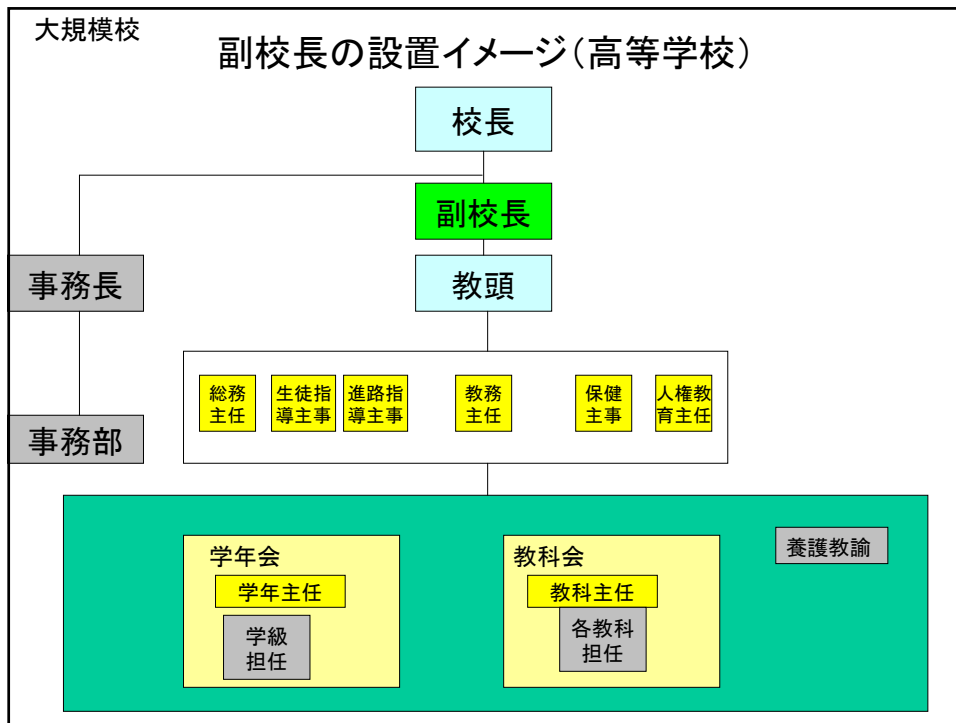 大規模校
副校長の設置イメージ（高等学校）
校長
副校長
事務長
教頭
総務
主任
生徒指
導主事
進路指
導主事
教務
主任
保健
主事
人権教
育主任
事務部
学年会
学年主任
学級
担任
教科会
教科主任
各教科
担任
養護教諭